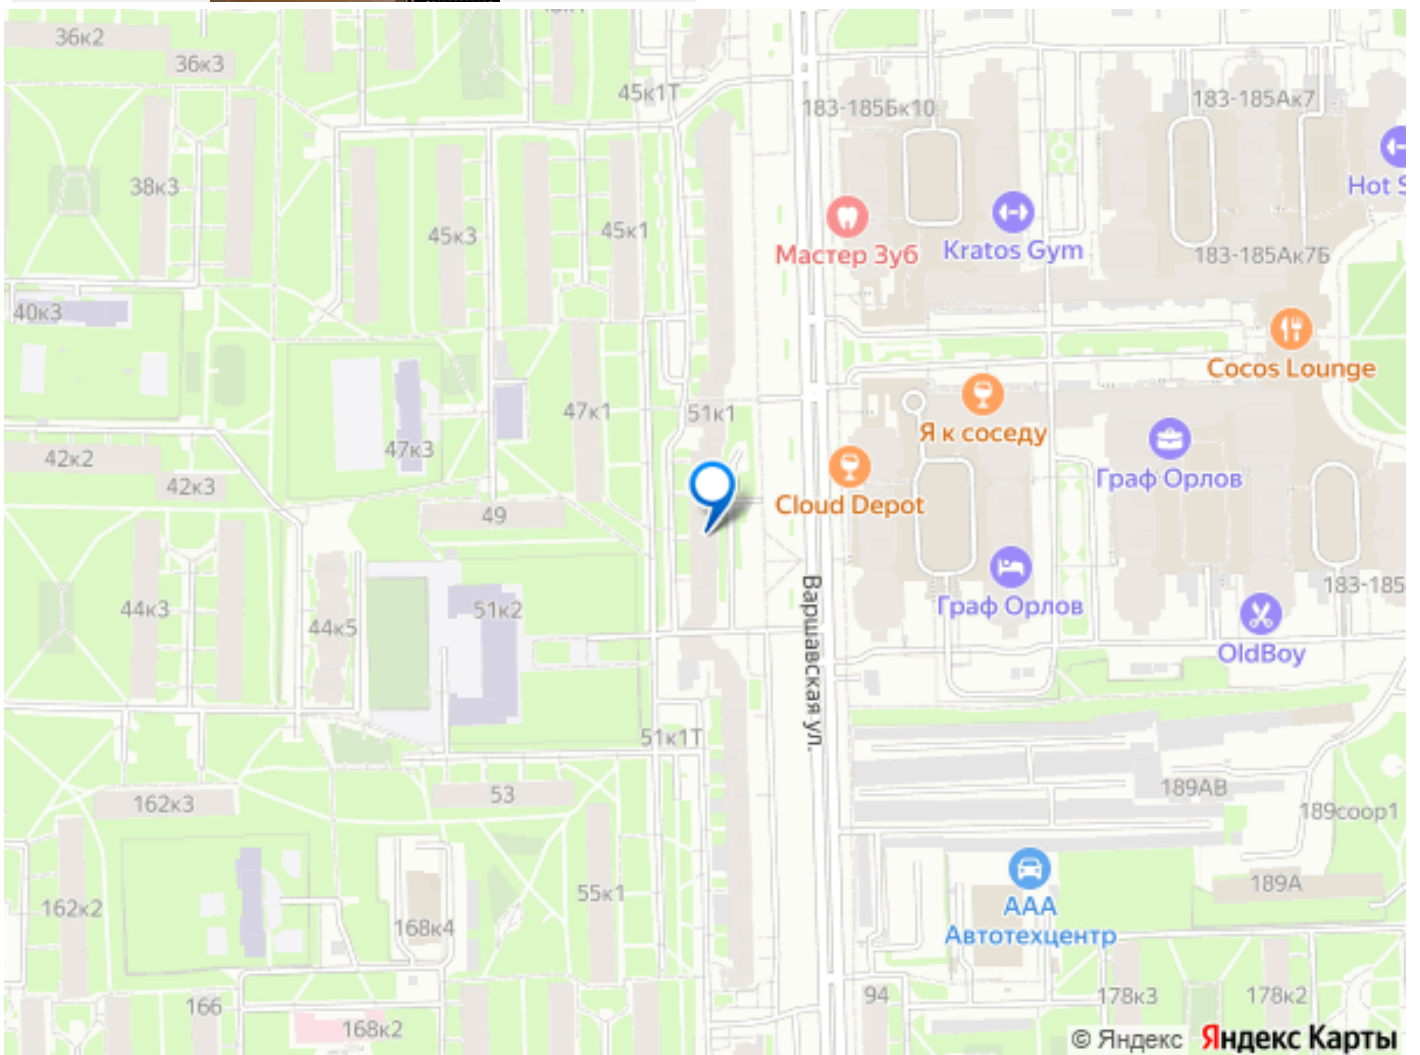 36к2
36к3
45к1Т
183-185Бк10
183-185Ак7
38к3
Hot S
45к3
45к1
Мастер Зуб
Kratos Gym
183-185Ак7Б
40к3
Cocos Lounge
47к1
51к1
Я к соседу
47к3
42к2
Граф Орлов
42к3
Cloud Depot
49
Варшавская ул.
183-185
44к3
51к2
Граф Орлов
44к5
OldBoy
51к1Т
189АВ
162к3
53
189соор1
189А
55к1
162к2
ААА
Автотехцентр
168к4
166
94
178к3
178к2
168к2
© Яндекс Яндекс Карты